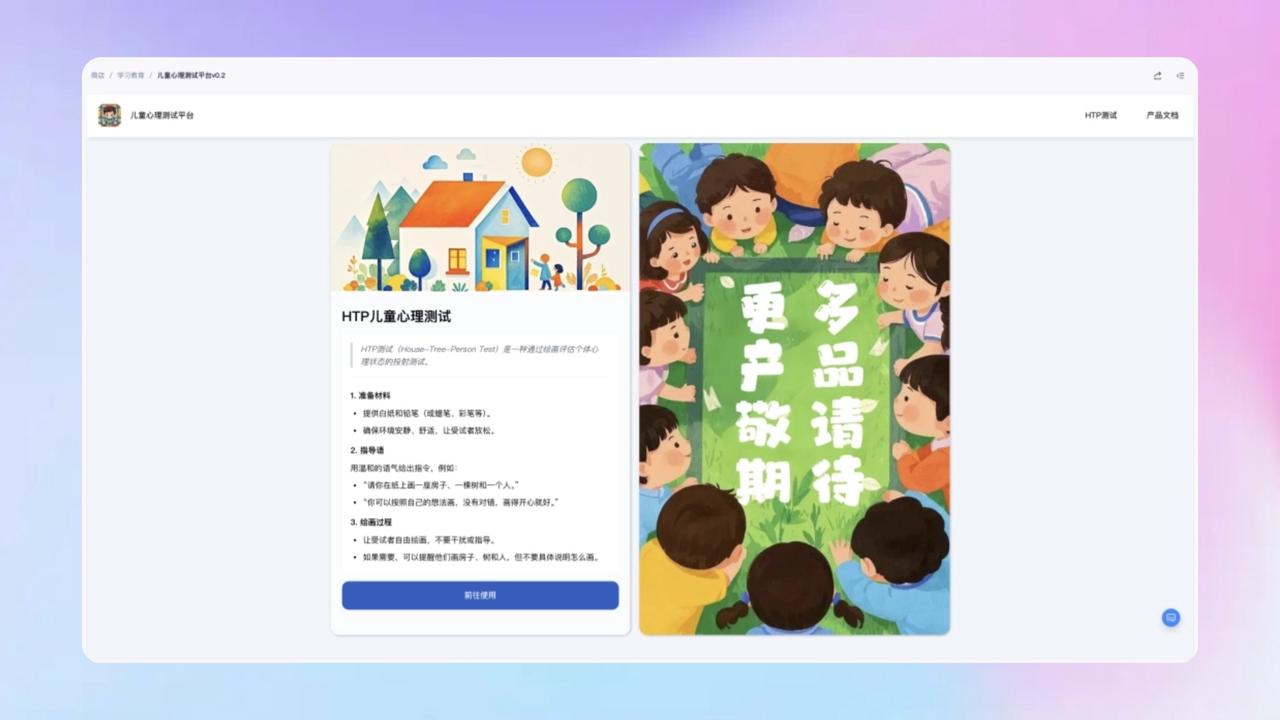 商店 / 学习教育 / 儿童心理测试平台v0.2
儿童心理测试平台
HTP测试
产品文档
HTP儿童心理测试
HTP测试（House-Tree-Person Test）是一种通过绘画评估个体心
理状态的投射测试。
1. 准备材料
• 提供白纸和铅笔（或蜡笔、彩笔等）。
• 确保环境安静、舒适，让受试者放松。
2. 指导语
用温和的语气给出指令，例如：
• “请你在纸上画一座房子、一棵树和一个人。”
• “你可以按照自己的想法画，没有对错，画得开心就好。”
3. 绘画过程
• 让受试者自由绘画，不要干扰或指导。
• 如果需要，可以提醒他们画房子、树和人，但不要具体说明怎么画。
前往使用
更多
产品
敬请
期待